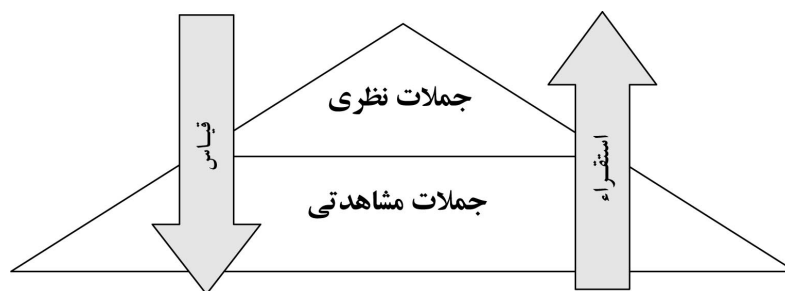 جملات نظری
استقراء
قیاس
جملات مشاهدتی